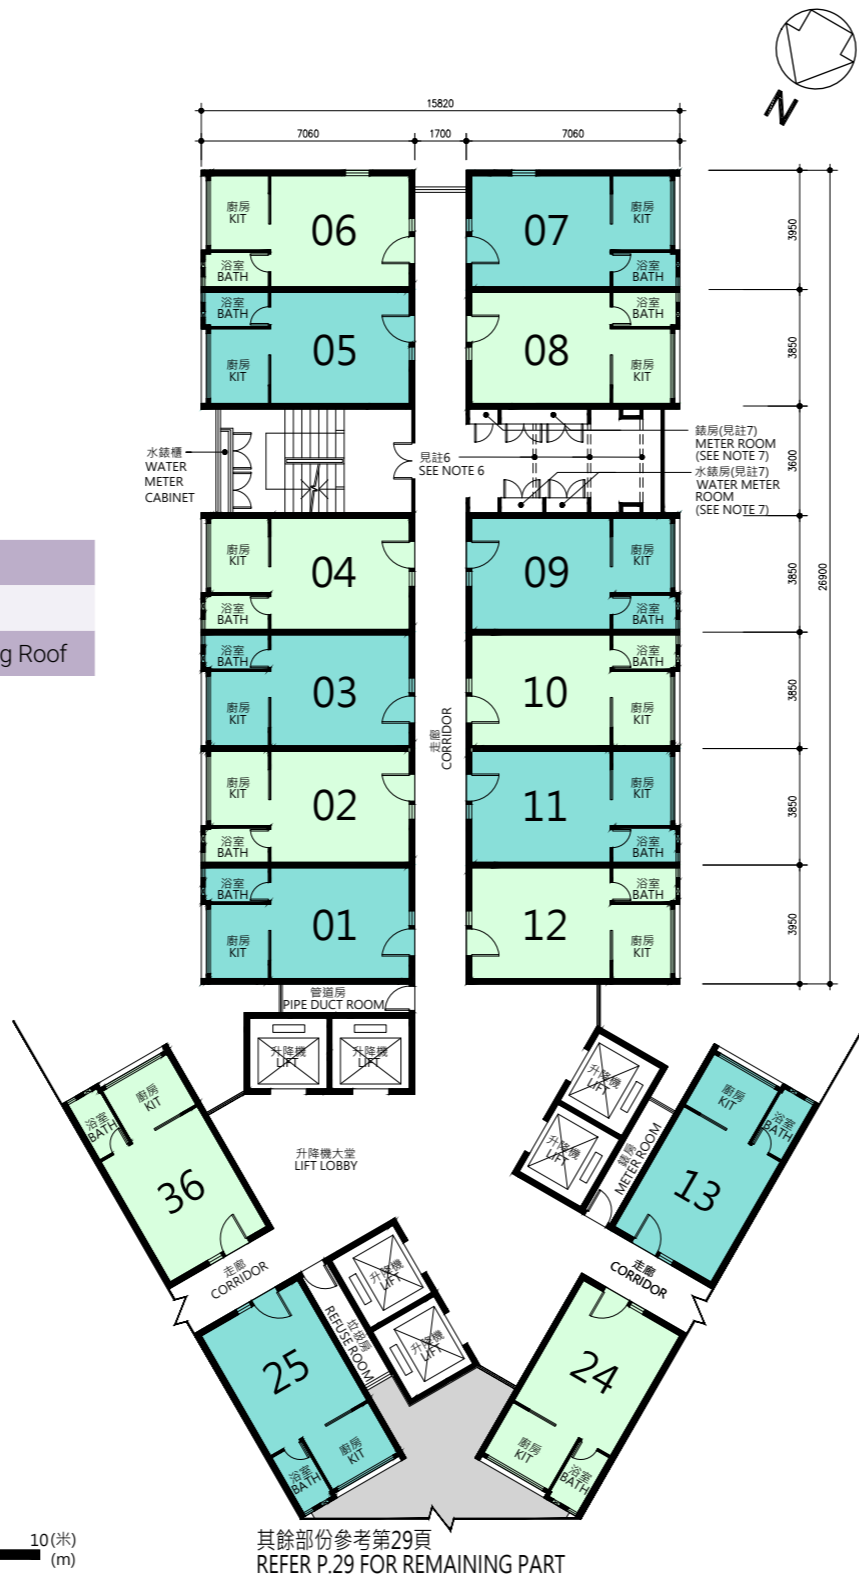 N
15820
7060
1700
7060
廚房
KIT
06
浴室
BATH
07
廚房
KIT
浴室
BATH
3950
浴室
BATH
廚房
KIT
05
08
浴室
BATH
廚房
KIT
3850
水錶櫃
WATER
METER
CABINET
見註6
SEE NOTE 6
錶房(見註7)
METER ROOM
(SEE NOTE 7)
水錶房(見註7)
WATER METER
ROOM
(SEE NOTE 7)
3600
26900
廚房
KIT
浴室
BATH
04
09
廚房
KIT
浴室
BATH
3850
g Roof
浴室
BATH
廚房
KIT
03
10
浴室
BATH
廚房
KIT
3850
走廊
CORRIDOR
廚房
KIT
浴室
BATH
02
11
廚房
KIT
浴室
BATH
3850
浴室
BATH
廚房
KIT
01
12
浴室
BATH
廚房
KIT
3950
管道房
PIPE DUCT ROOM
升降機
LIFT
升降機
LIFT
升降機
LIFT
升降機
LIFT
錶房
METER ROOM
廚房
KIT
浴室
BATH
13
廚房
KIT
浴室
BATH
36
升降機大堂
LIFT LOBBY
走廊
CORRIDOR
走廊
CORRIDOR
升降機
LIFT
升降機
LIFT
垃圾房
REFUSE ROOM
25
廚房
KIT
浴室
BATH
24
廚房
KIT
浴室
BATH
10(米)
(m)
其餘部份參考第29頁
REFER P.29 FOR REMAINING PART